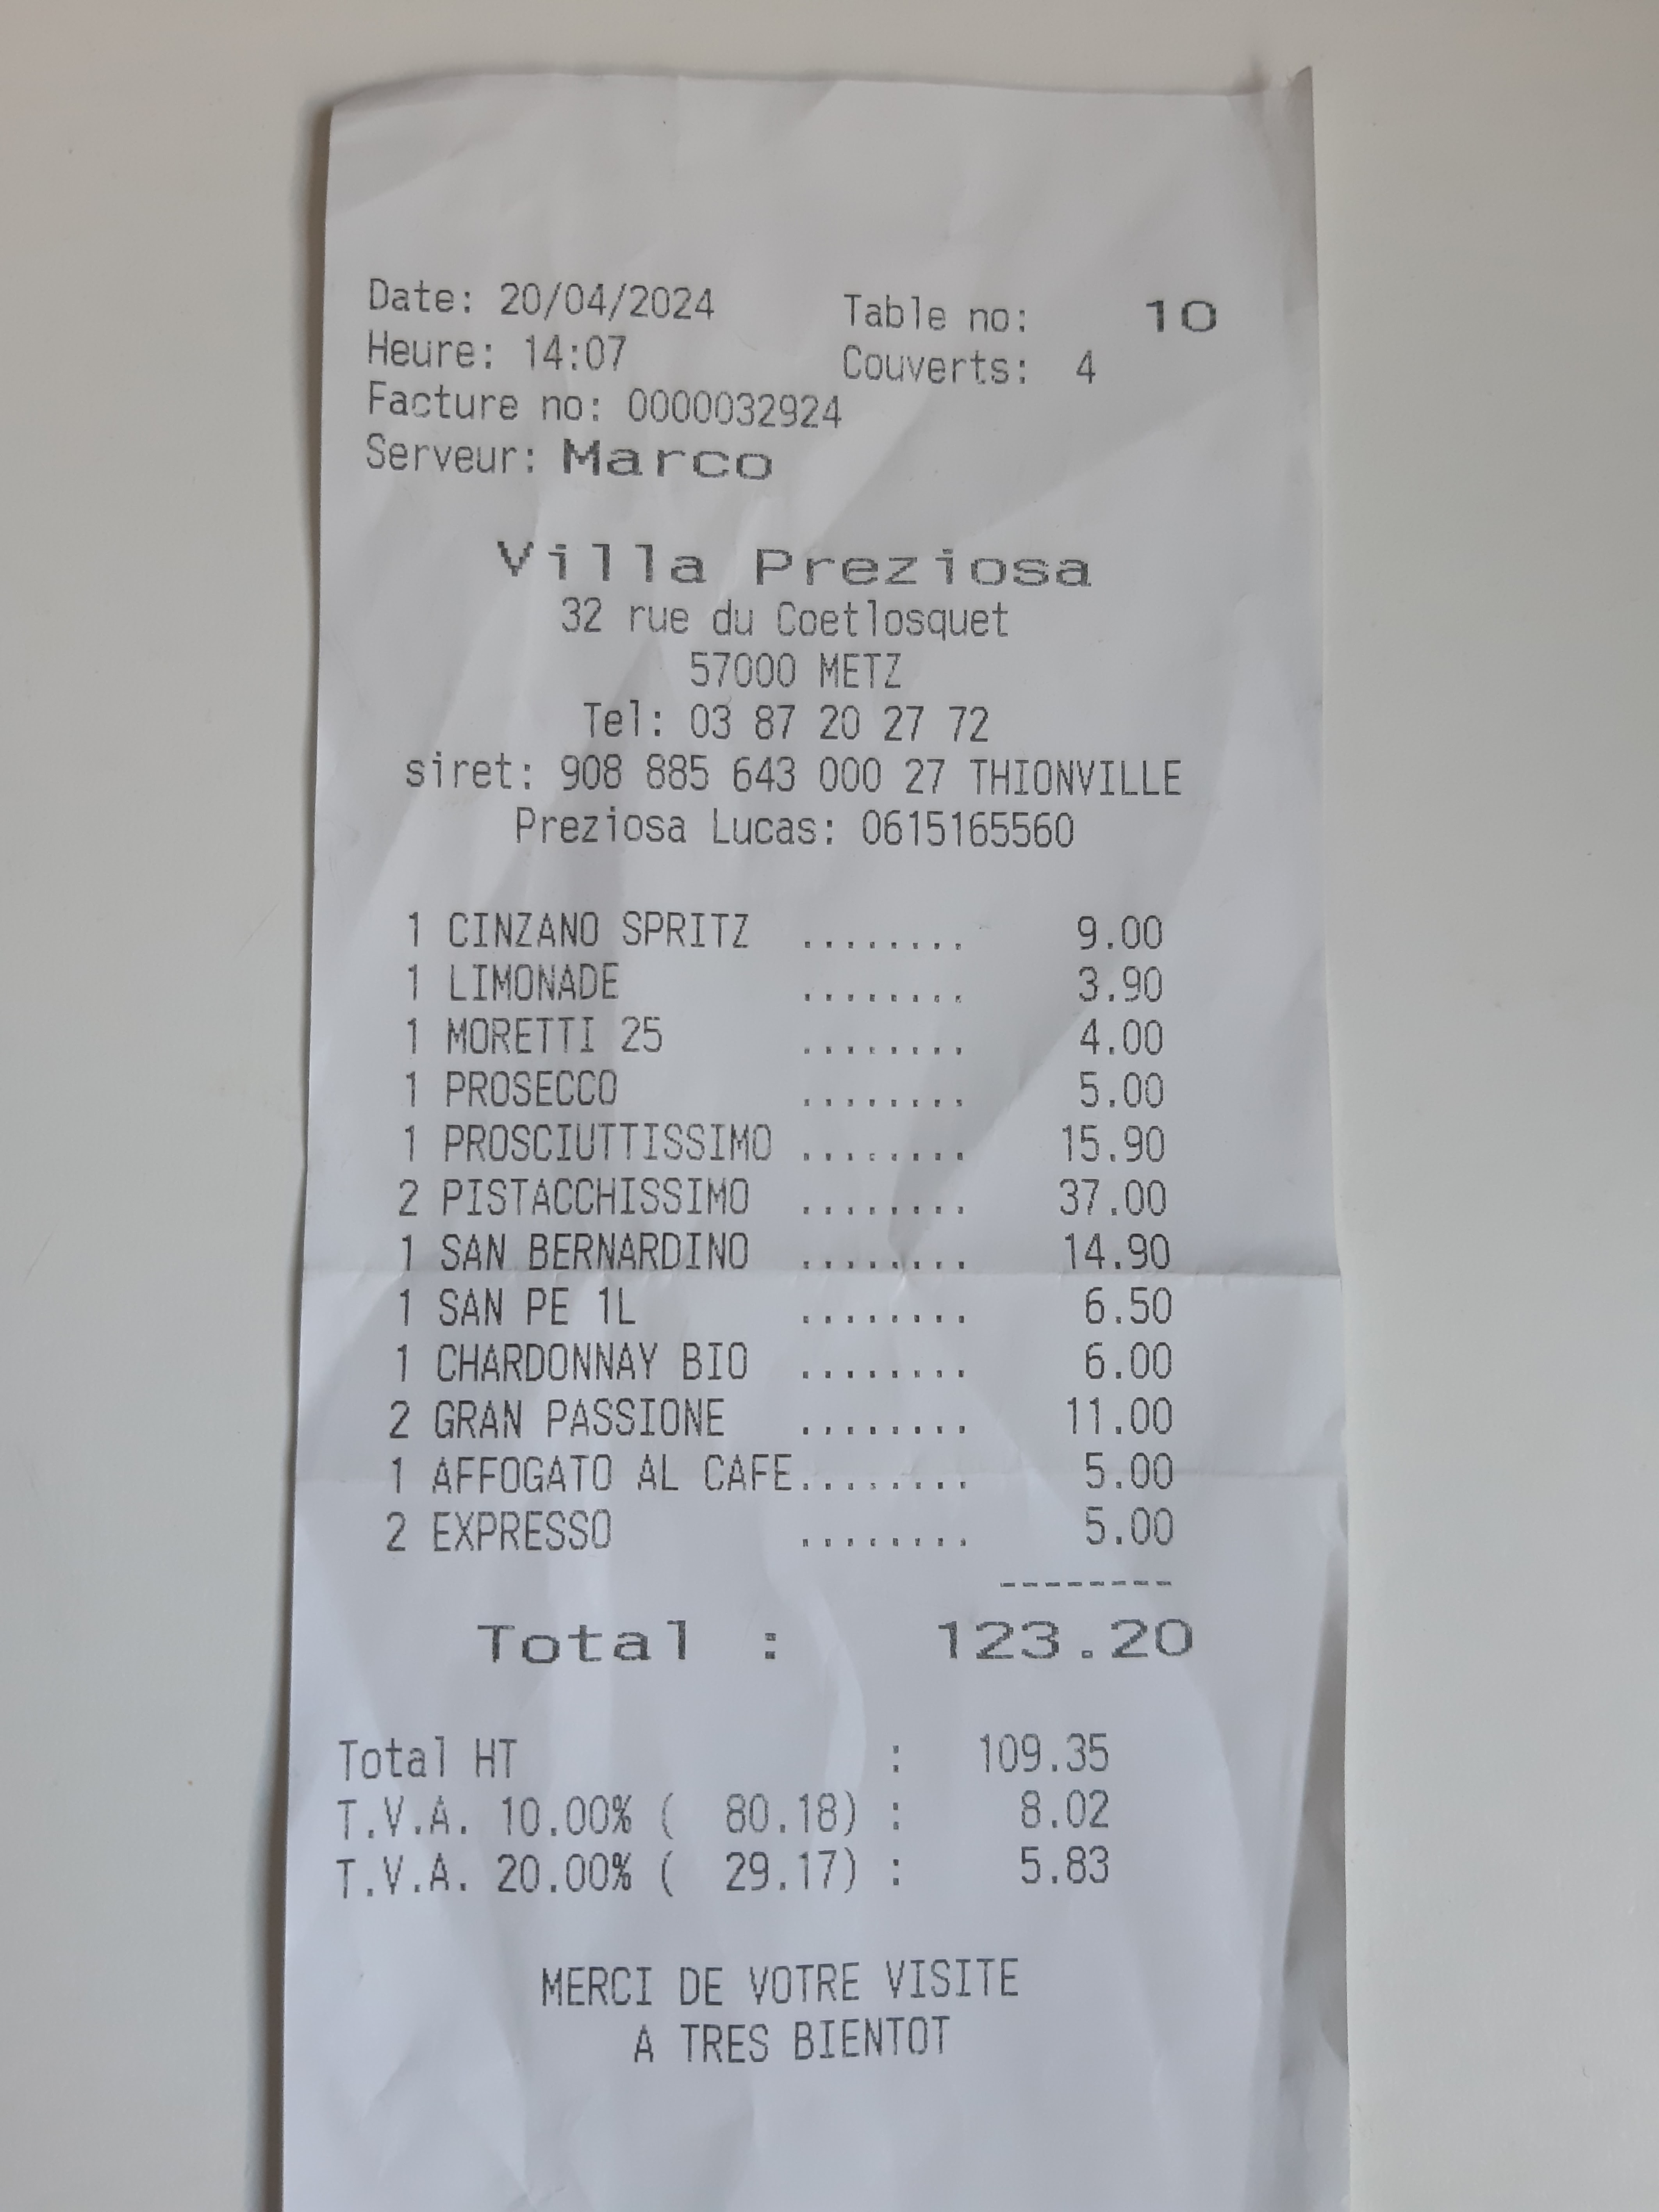 Date: 20/04/2024 Table no: 10
Heure: 14:07 Couverts: 4
Facture no: 0000032924
Serveur: Marco
Villa Preziosa
32 rue du Coetlosquet
57000 METZ
Tel: 03 87 20 27 72
siret: 908 885 643 000 27 THIONVILLE
Preziosa Lucas: 0615165560
1 CINZANO SPRITZ ........ 9.00
1 LIMONADE ........ 3.90
1 MORETTI 25 ........ 4.00
1 PROSECCO ........ 5.00
1 PROSCIUTTISSIMO ........ 15.90
2 PISTACCHISSIMO ........ 37.00
1 SAN BERNARDINO ........ 14.90
1 SAN PE 1L ........ 6.50
1 CHARDONNAY BIO ........ 6.00
2 GRAN PASSIONE ........ 11.00
1 AFFOGATO AL CAFE........ 5.00
2 EXPRESSO ........ 5.00
--------
Total : 123.20
Total HT : 109.35
T.V.A. 10.00% ( 80.18) : 8.02
T.V.A. 20.00% ( 29.17) : 5.83
MERCI DE VOTRE VISITE
A TRES BIENTOT